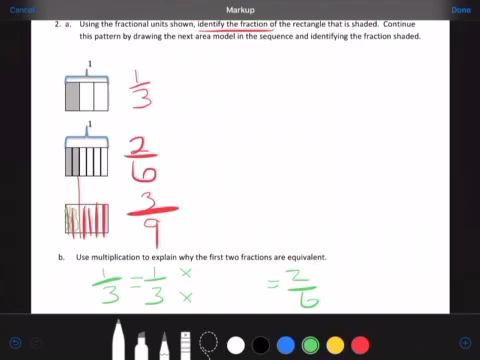 Cancel Markup Done
2. a. Using the fractional units shown, identify the fraction of the rectangle that is shaded. Continue
this pattern by drawing the next area model in the sequence and identifying the fraction shaded.
1
1/3
1
2/6
3/9
b. Use multiplication to explain why the first two fractions are equivalent.
1/3 = 1/3 × × = 2/6